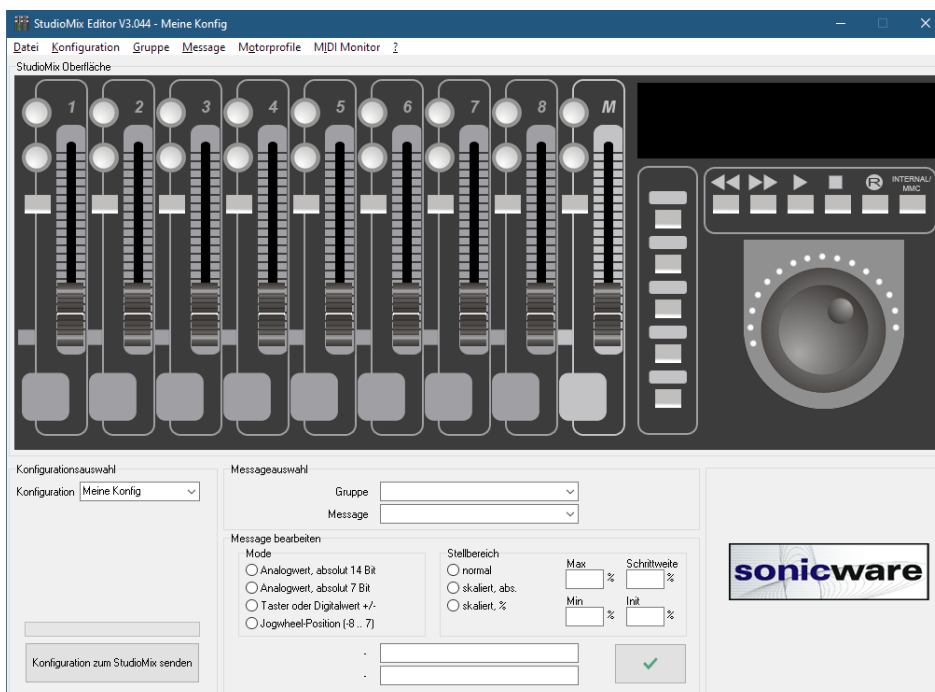 StudioMix Editor V3.044 - Meine Konfig
Datei Konfiguration Gruppe Message Motorprofile MIDI Monitor ?
StudioMix Oberfläche
1 2 3 4 5 6 7 8 M
R INTERNAL/
MMC
Konfigurationsauswahl
Konfiguration Meine Konfig
Konfiguration zum StudioMix senden
Messageauswahl
Gruppe
Message
Message bearbeiten
Mode
Analogwert, absolut 14 Bit
Analogwert, absolut 7 Bit
Taster oder Digitalwert +/-
Jogwheel-Position (-8 .. 7)
Stellbereich
normal
skaliert, abs.
skaliert, %
Max Schrittweite
% %
Min Init
% %
-
-
sonicware